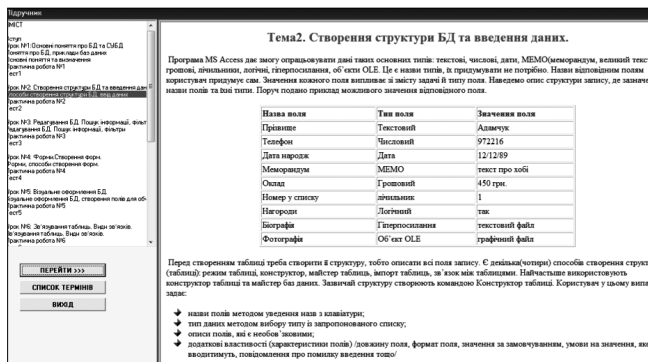 Підручник
ЗМІСТ
Вступ
Урок №1:Основні поняття про БД та СУБД
Поняття про БД, приклади баз даних
Основні поняття та визначення
Практична робота №1
Тест1
Урок №2: Створення структури БД та введення дан
Способи створення структури БД, ввід даних
Практична робота №2
Тест2
Урок №3: Редагування БД. Пошук інформації, фільт
Редагування БД. Пошук інформації, фільтри
Практична робота №3
Тест3
Урок №4: Форми.Створення форм.
Форми, способи створення форм.
Практична робота №4
Тест4
Урок №5: Візуальне оформлення БД
Візуальне оформлення БД, створення полів для об
Практична робота №5
Тест5
Урок №6: Зв'язування таблиць. Види зв'язків.
Зв'язування таблиць. Види зв'язків.
Практична робота №6
ПЕРЕЙТИ >>>
СПИСОК ТЕРМІНІВ
ВИХІД
Тема2. Створення структури БД та введення даних.
Програма MS Access дає змогу опрацьовувати дані таких основних типів: текстові, числові, дати, МЕМО(меморандум, великий текст
грошові, лічильники, логічні, гіперпосилання, об'єкти OLE. Це є назви типів, їх придумувати не потрібно. Назви відповідним полям
користувач придумує сам. Значення кожного поля випливає зі змісту задачі й типу поля. Наведемо опис структури запису, де зазначе
назви полів та їхні типи. Поруч подано приклад можливого значення відповідного поля.
Назва поля Тип поля Значення поля
Прізвище Текстовий Адамчук
Телефон Числовий 972216
Дата народж Дата 12/12/89
Меморандум МЕМО текст про хобі
Оклад Грошовий 450 грн.
Номер у списку лічильник 1
Нагороди Логічний так
Біографія Гіперпосилання текстовий файл
Фотографія Об'єкт OLE графічний файл
Перед створенням таблиці треба створити її структуру, тобто описати всі поля запису. Є декілька(чотири) способів створення структ
(таблиці): режим таблиці, конструктор, майстер таблиць, імпорт таблиць, зв'язок між таблицями. Найчастіше використовують
конструктор таблиці та майстер баз даних. Зазвичай структуру створюють командою Конструктор таблиці. Користувач у цьому випа
задає:
назви полів методом уведення назв з клавіатури;
тип даних методом вибору типу із запропонованого списку;
описи полів, які є необов'язковими;
додаткові властивості (характеристики полів) /довжину поля, формат поля, значення за замовчуванням, умови на значення, які
вводитимуть, повідомлення про помилку введення тощо/